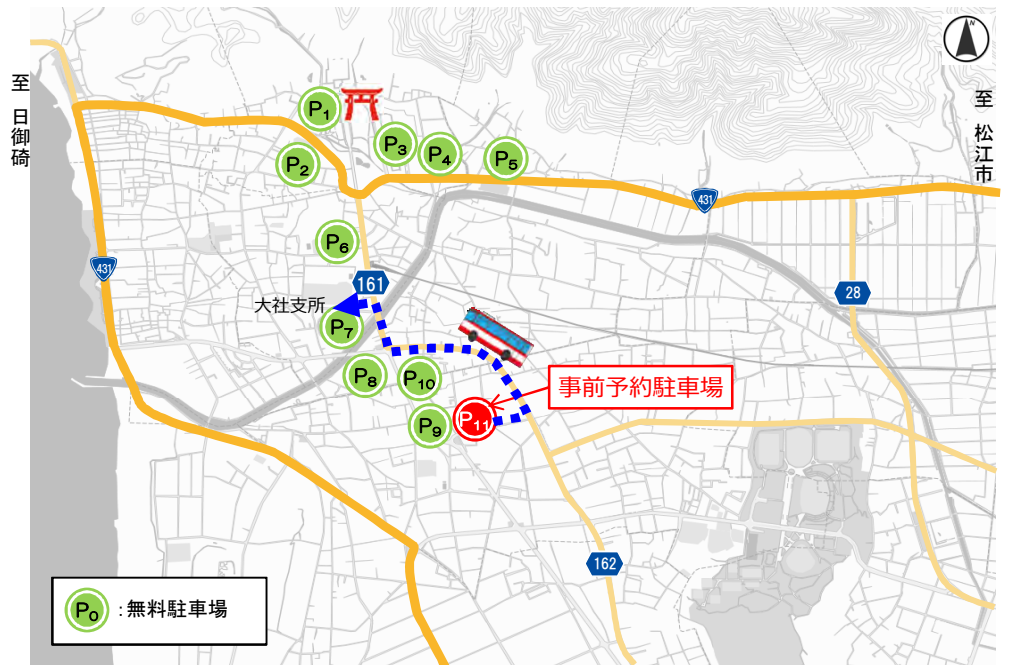 N
至 日御碕
至 松江市
P1
P2
P3
P4
P5
431
P6
431
161
28
大社支所
P7
P8
P10
事前予約駐車場
P9
P11
162
P0:無料駐車場